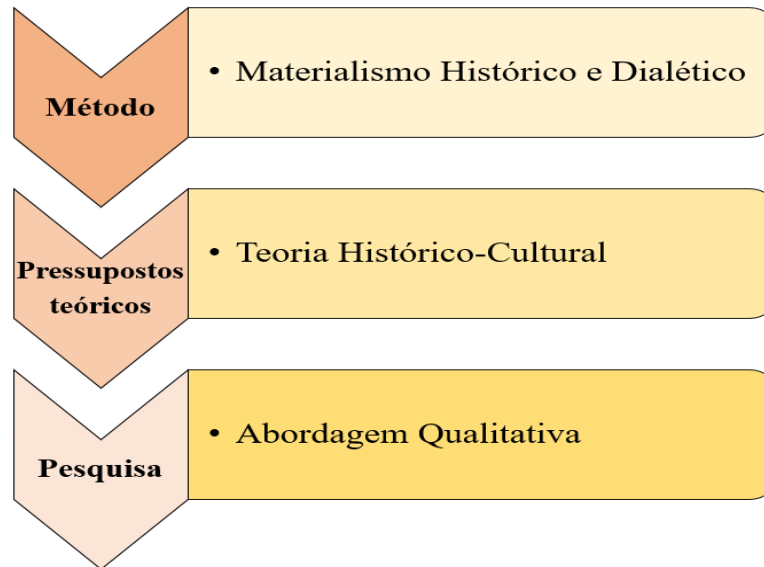 Método
• Materialismo Histórico e Dialético
Pressupostos
teóricos
• Teoria Histórico-Cultural
Pesquisa
• Abordagem Qualitativa